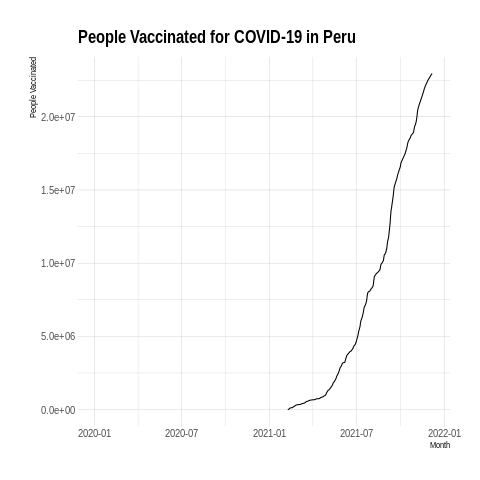 People Vaccinated for COVID-19 in Peru
People Vaccinated
2.0e+07
1.5e+07
1.0e+07
5.0e+06
0.0e+00
2020-01 2020-07 2021-01 2021-07 2022-01
Month